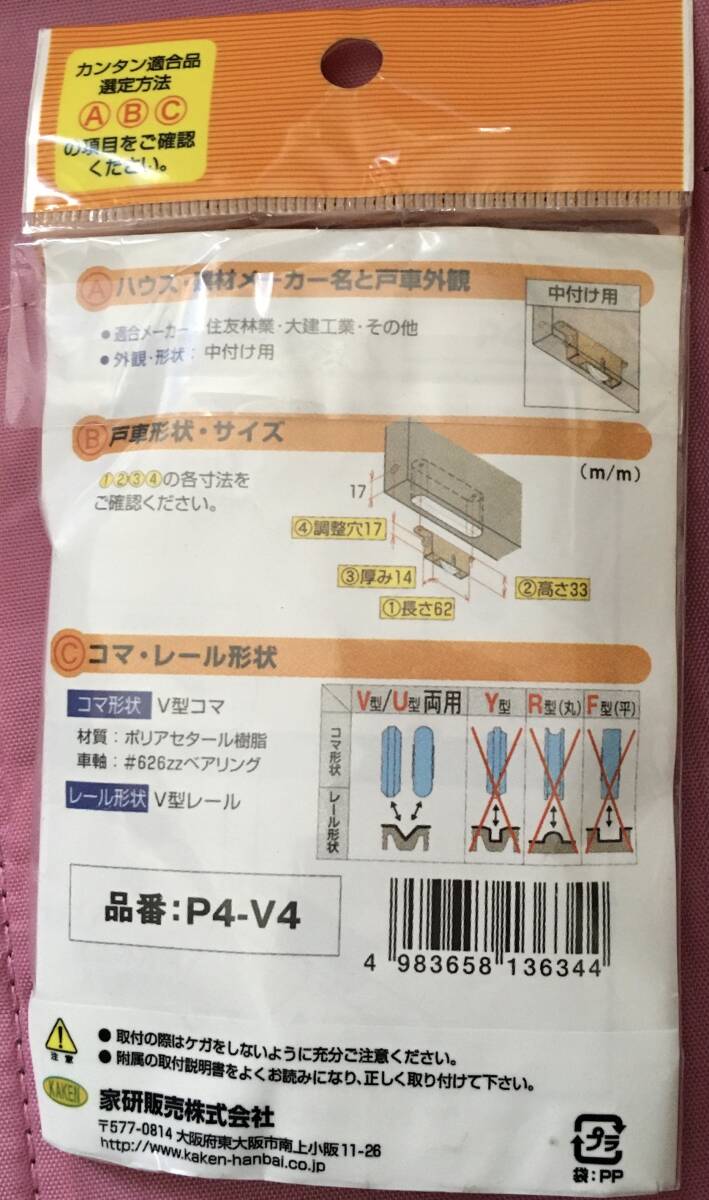 カンタン適合品
選定方法
ⒶⒷⒸ
の項目をご確認
ください。
Ⓐ ハウス・建材メーカー名と戸車外観
●適合メーカー：住友林業・大建工業・その他
●外観・形状：中付け用
中付け用
Ⓑ 戸車形状・サイズ
①②③④の各寸法を
ご確認ください。
(m/m)
17
④調整穴17
③厚み14
②高さ33
①長さ62
Ⓒ コマ・レール形状
コマ形状 V型コマ
材質：ポリアセタール樹脂
車軸：#626zzベアリング
レール形状 V型レール
V型/U型両用 Y型 R型(丸) F型(平)
コマ形状
レール形状
品番：P4-V4
4 983658 136344
注意
●取付の際はケガをしないように充分ご注意ください。
●附属の取付説明書をよくお読みになり、正しく取り付けて下さい。
KAKEN
家研販売株式会社
〒577-0814 大阪府東大阪市南上小阪11-26
http://www.kaken-hanbai.co.jp
プラ
袋：PP